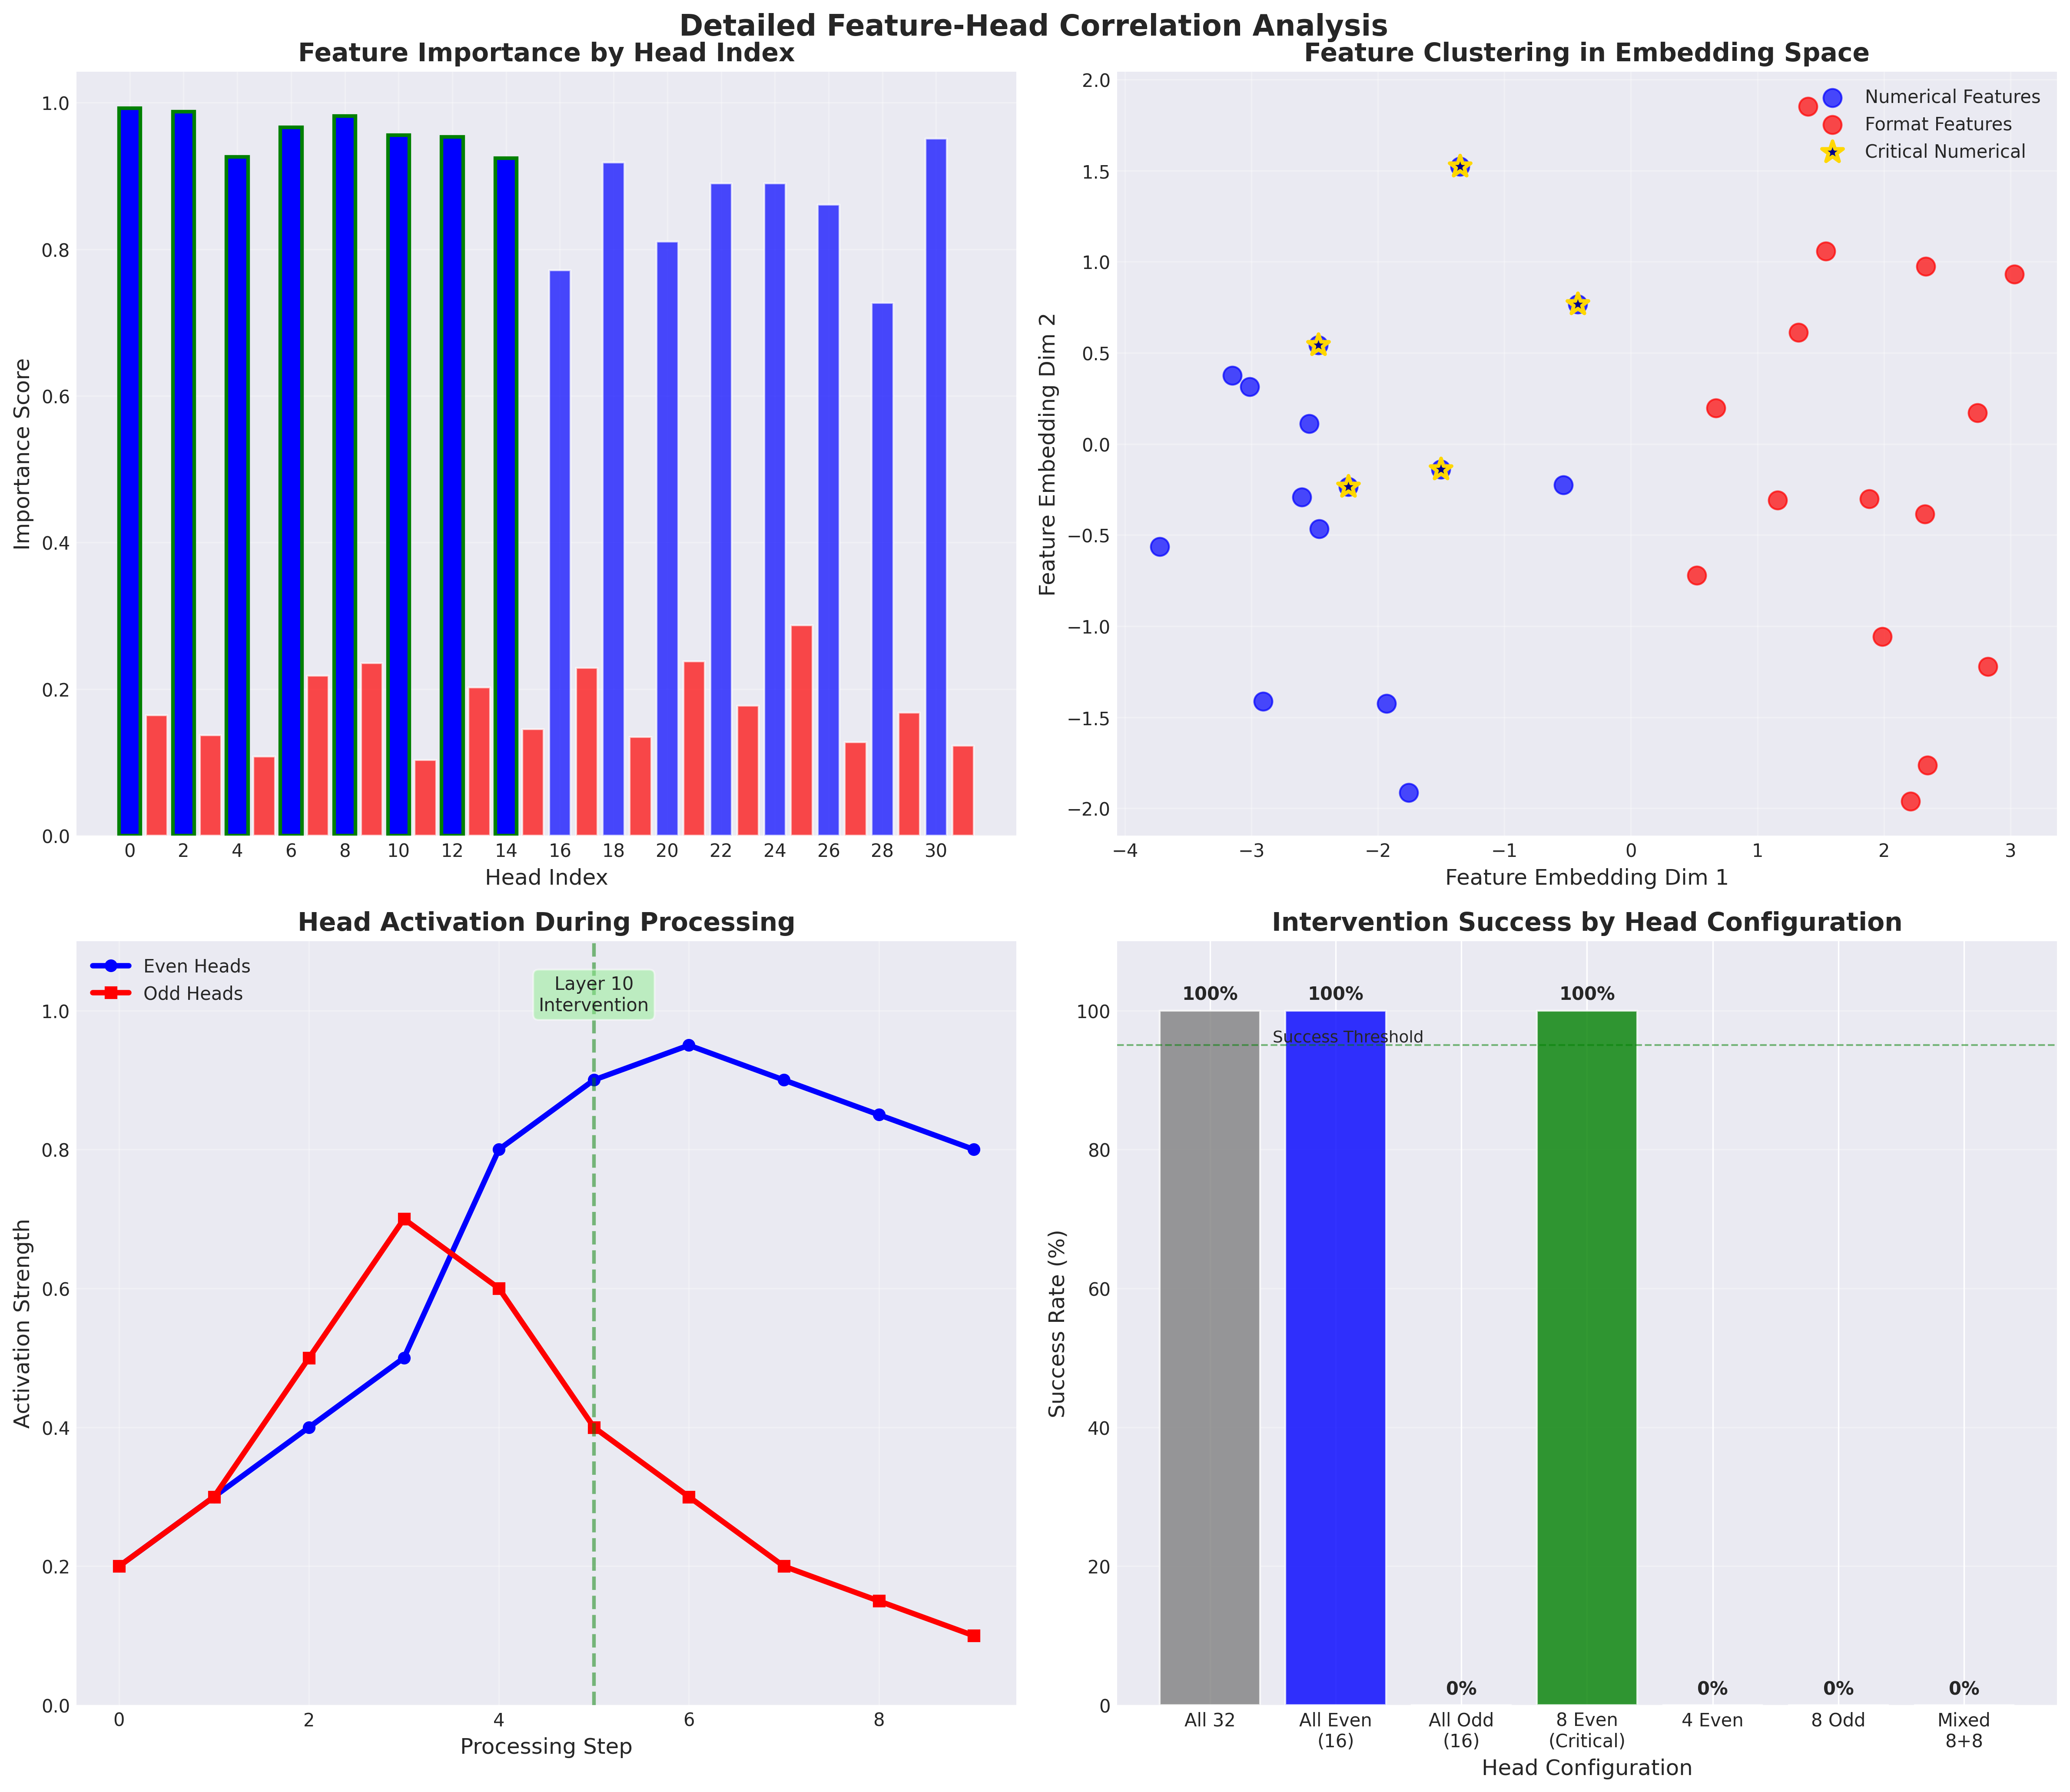 Detailed Feature-Head Correlation Analysis
Feature Importance by Head Index
1.0
0.8
0.6
0.4
0.2
0.0
Importance Score
0 2 4 6 8 10 12 14 16 18 20 22 24 26 28 30
Head Index
Feature Clustering in Embedding Space
Numerical Features
Format Features
Critical Numerical
2.0
1.5
1.0
0.5
0.0
−0.5
−1.0
−1.5
−2.0
Feature Embedding Dim 2
−4 −3 −2 −1 0 1 2 3
Feature Embedding Dim 1
Head Activation During Processing
Even Heads
Odd Heads
Layer 10
Intervention
1.0
0.8
0.6
0.4
0.2
0.0
Activation Strength
0 2 4 6 8
Processing Step
Intervention Success by Head Configuration
100% 100% 0% 100% 0% 0% 0%
Success Threshold
100
80
60
40
20
0
Success Rate (%)
All 32
All Even
(16)
All Odd
(16)
8 Even
(Critical)
4 Even
8 Odd
Mixed
8+8
Head Configuration